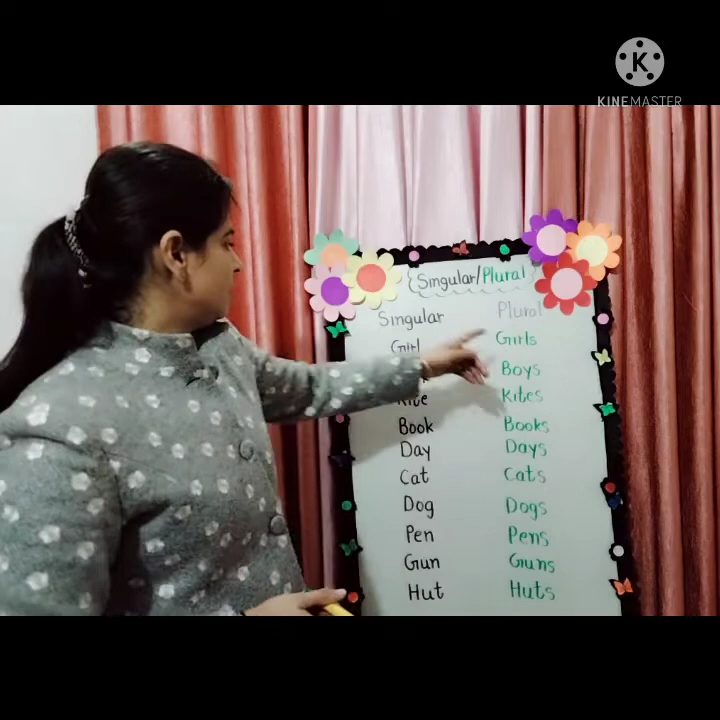 KINEMASTER
Singular/Plural
Singular Plural
Girl Girls
Boys
Kite Kites
Book Books
Day Days
Cat Cats
Dog Dogs
Pen Pens
Gun Guns
Hut Huts